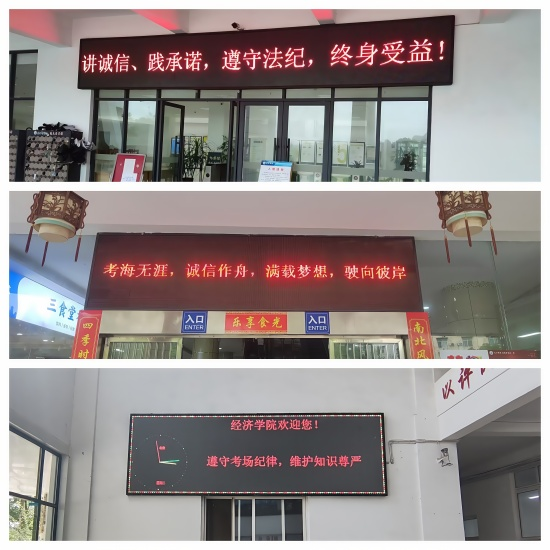 讲诚信、践承诺，遵守法纪，终身受益！
考海无涯，诚信作舟，满载梦想，驶向彼岸
三食堂
入口
ENTER
乐享食光
入口
ENTER
四季时
南北风
经济学院欢迎您！
遵守考场纪律，维护知识尊严
以评